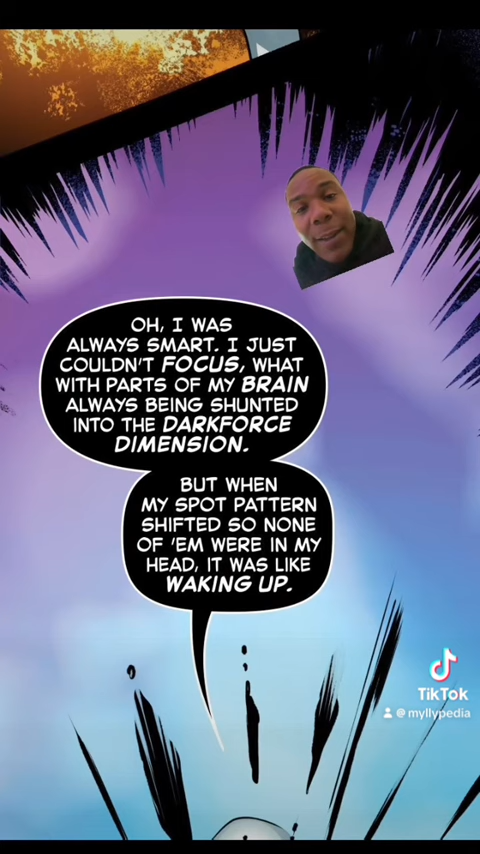 OH, I WAS
ALWAYS SMART. I JUST
COULDN'T FOCUS, WHAT
WITH PARTS OF MY BRAIN
ALWAYS BEING SHUNTED
INTO THE DARKFORCE
DIMENSION.
BUT WHEN
MY SPOT PATTERN
SHIFTED SO NONE
OF 'EM WERE IN MY
HEAD, IT WAS LIKE
WAKING UP.
TikTok
@myllypedia